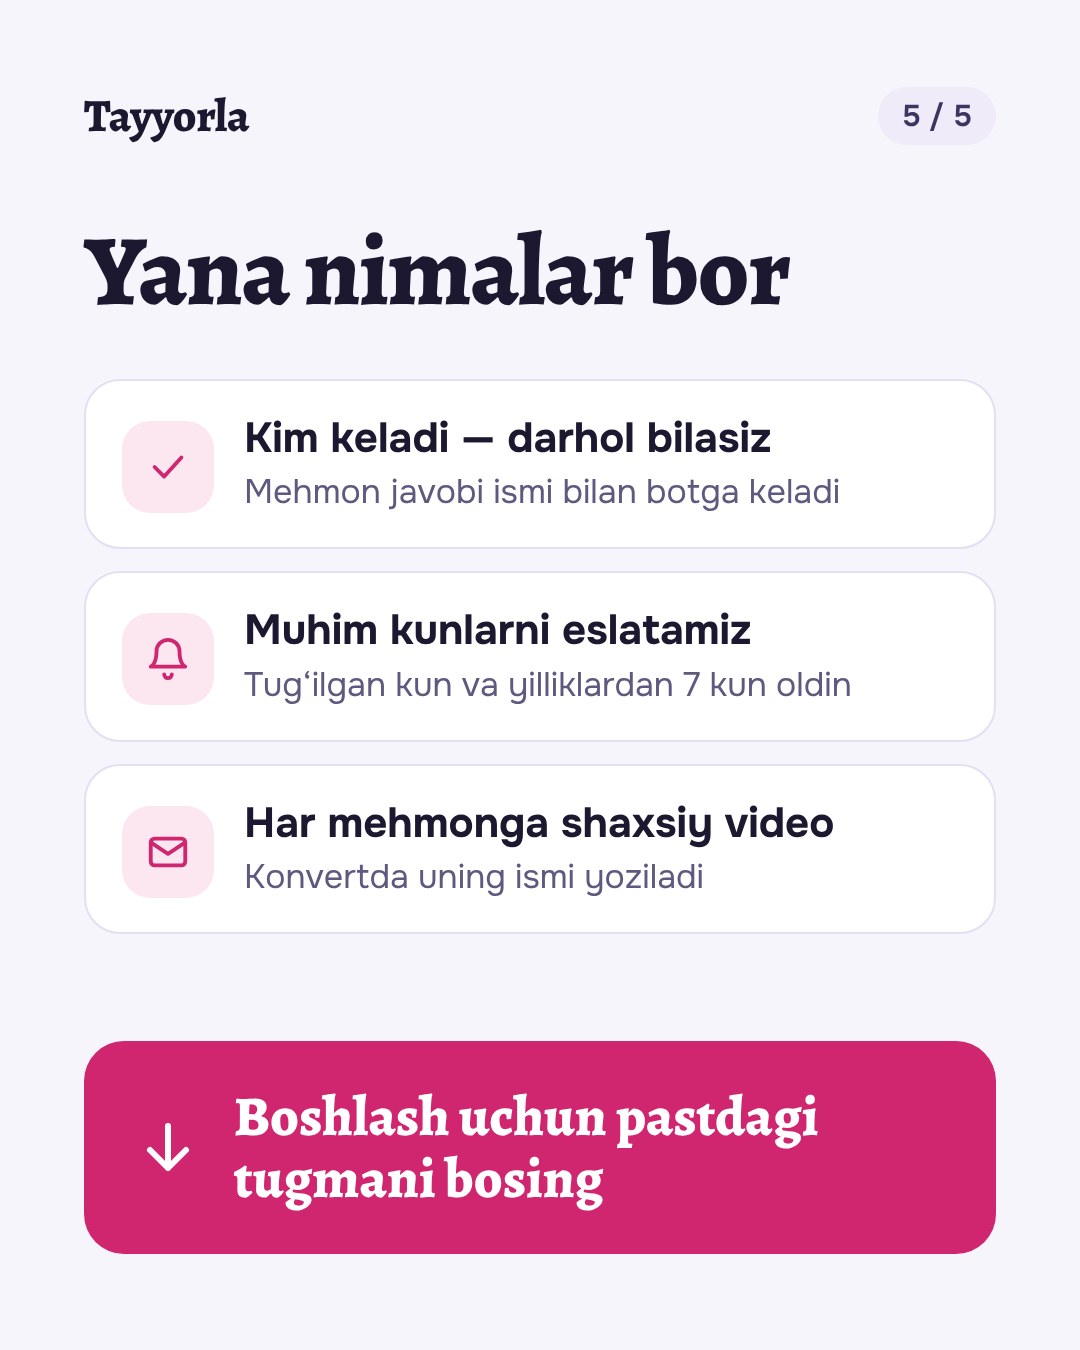 Tayyorla
5 / 5
Yana nimalar bor
Kim keladi — darhol bilasiz
Mehmon javobi ismi bilan botga keladi
Muhim kunlarni eslatamiz
Tug‘ilgan kun va yilliklardan 7 kun oldin
Har mehmonga shaxsiy video
Konvertda uning ismi yoziladi
Boshlash uchun pastdagi
tugmani bosing